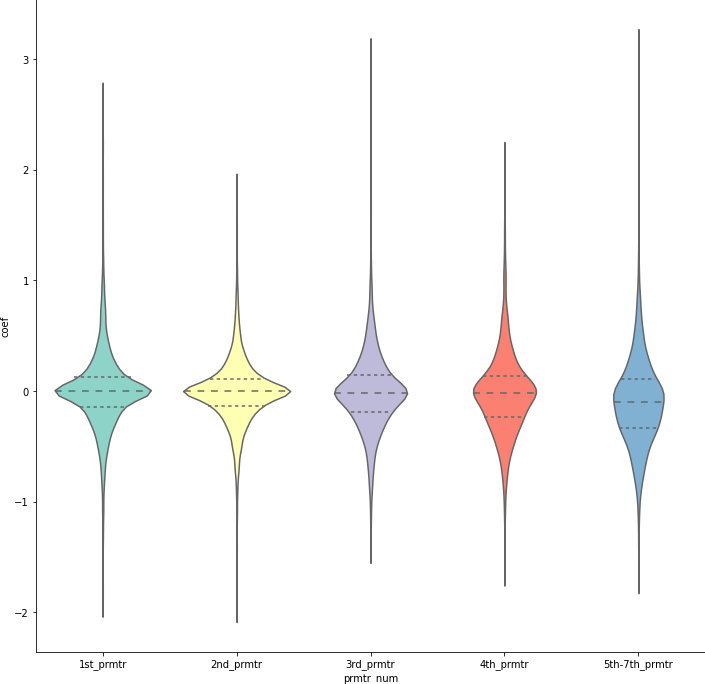 3
2
1
0
−1
−2
coef
1st_prmtr
2nd_prmtr
3rd_prmtr
4th_prmtr
5th-7th_prmtr
prmtr_num